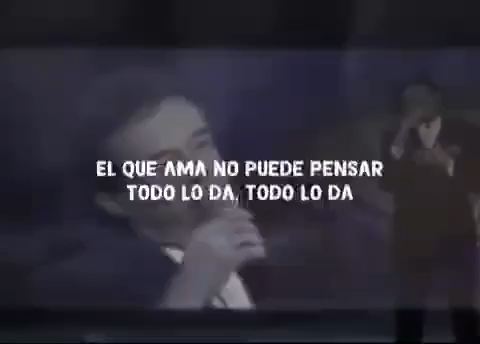 EL QUE AMA NO PUEDE PENSAR
TODO LO DA, TODO LO DA